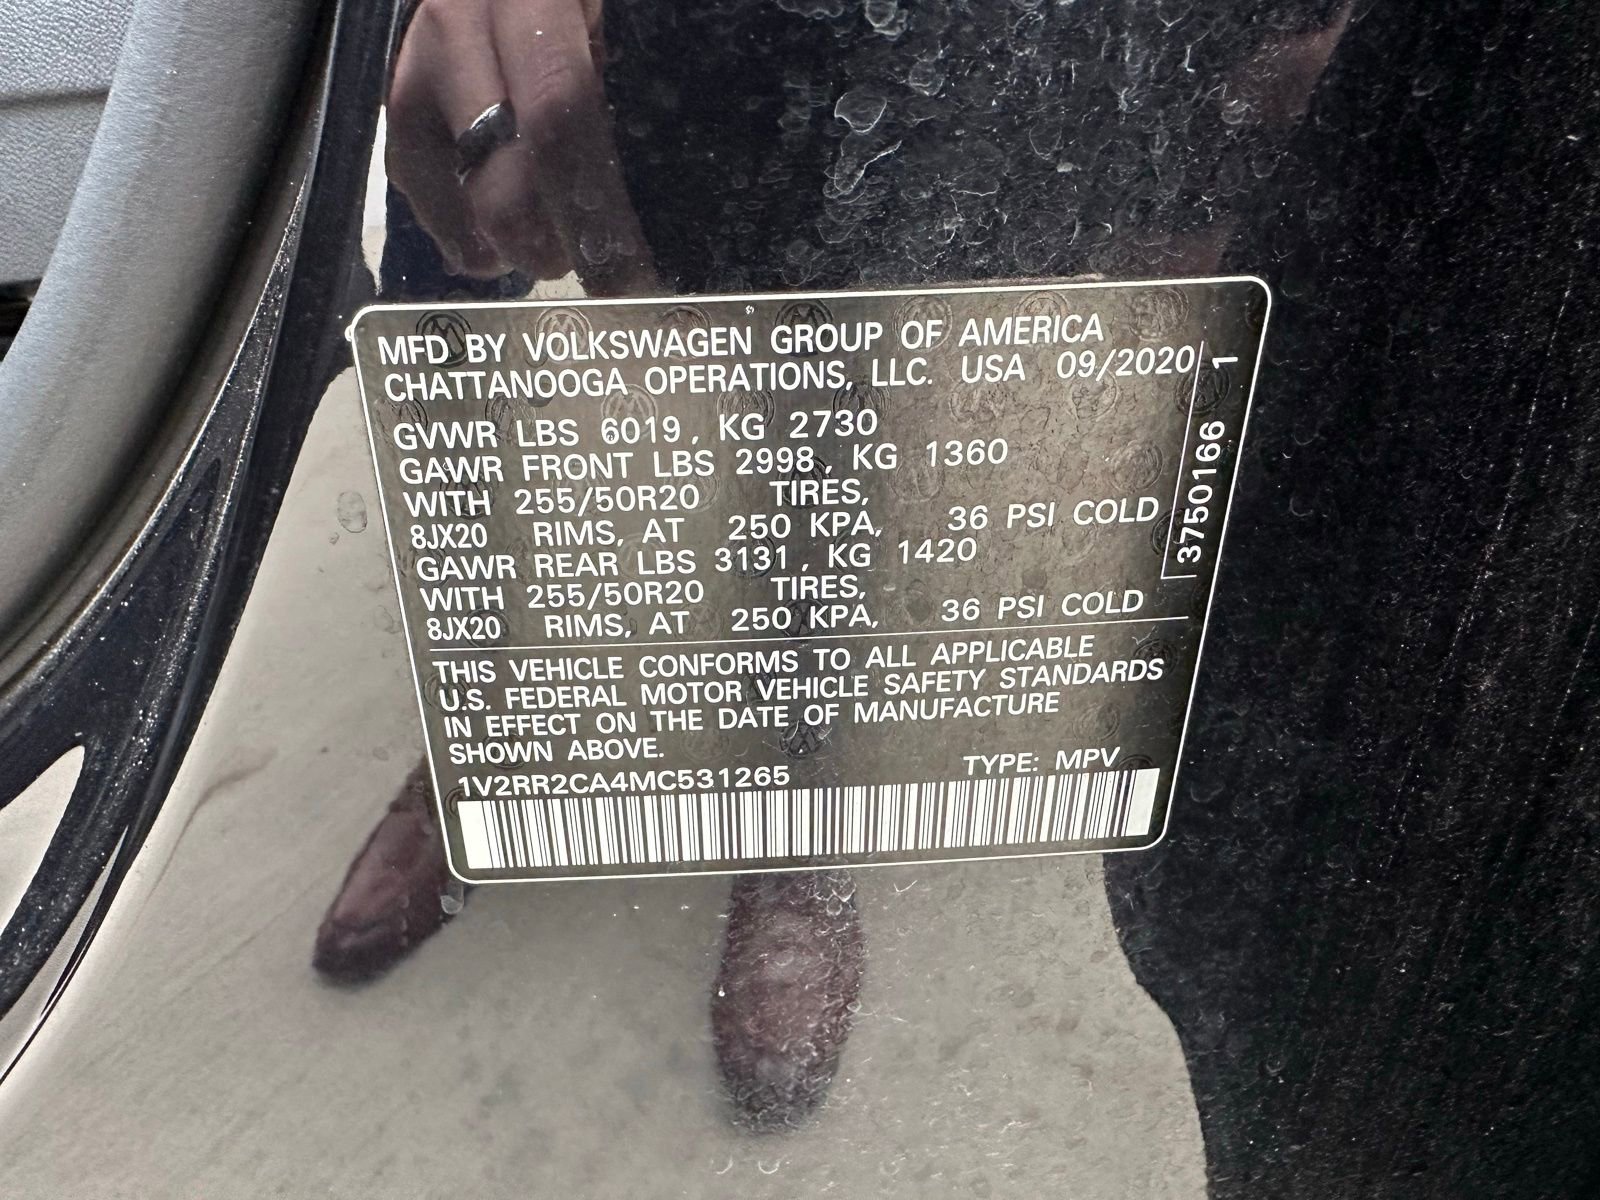 MFD BY VOLKSWAGEN GROUP OF AMERICA
CHATTANOOGA OPERATIONS, LLC. USA 09/2020
GVWR LBS 6019, KG 2730
GAWR FRONT LBS 2998, KG 1360
WITH 255/50R20 TIRES,
8JX20 RIMS, AT 250 KPA, 36 PSI COLD
GAWR REAR LBS 3131, KG 1420
WITH 255/50R20 TIRES,
8JX20 RIMS, AT 250 KPA, 36 PSI COLD
3750166 1
THIS VEHICLE CONFORMS TO ALL APPLICABLE
U.S. FEDERAL MOTOR VEHICLE SAFETY STANDARDS
IN EFFECT ON THE DATE OF MANUFACTURE
SHOWN ABOVE.
1V2RR2CA4MC531265 TYPE: MPV